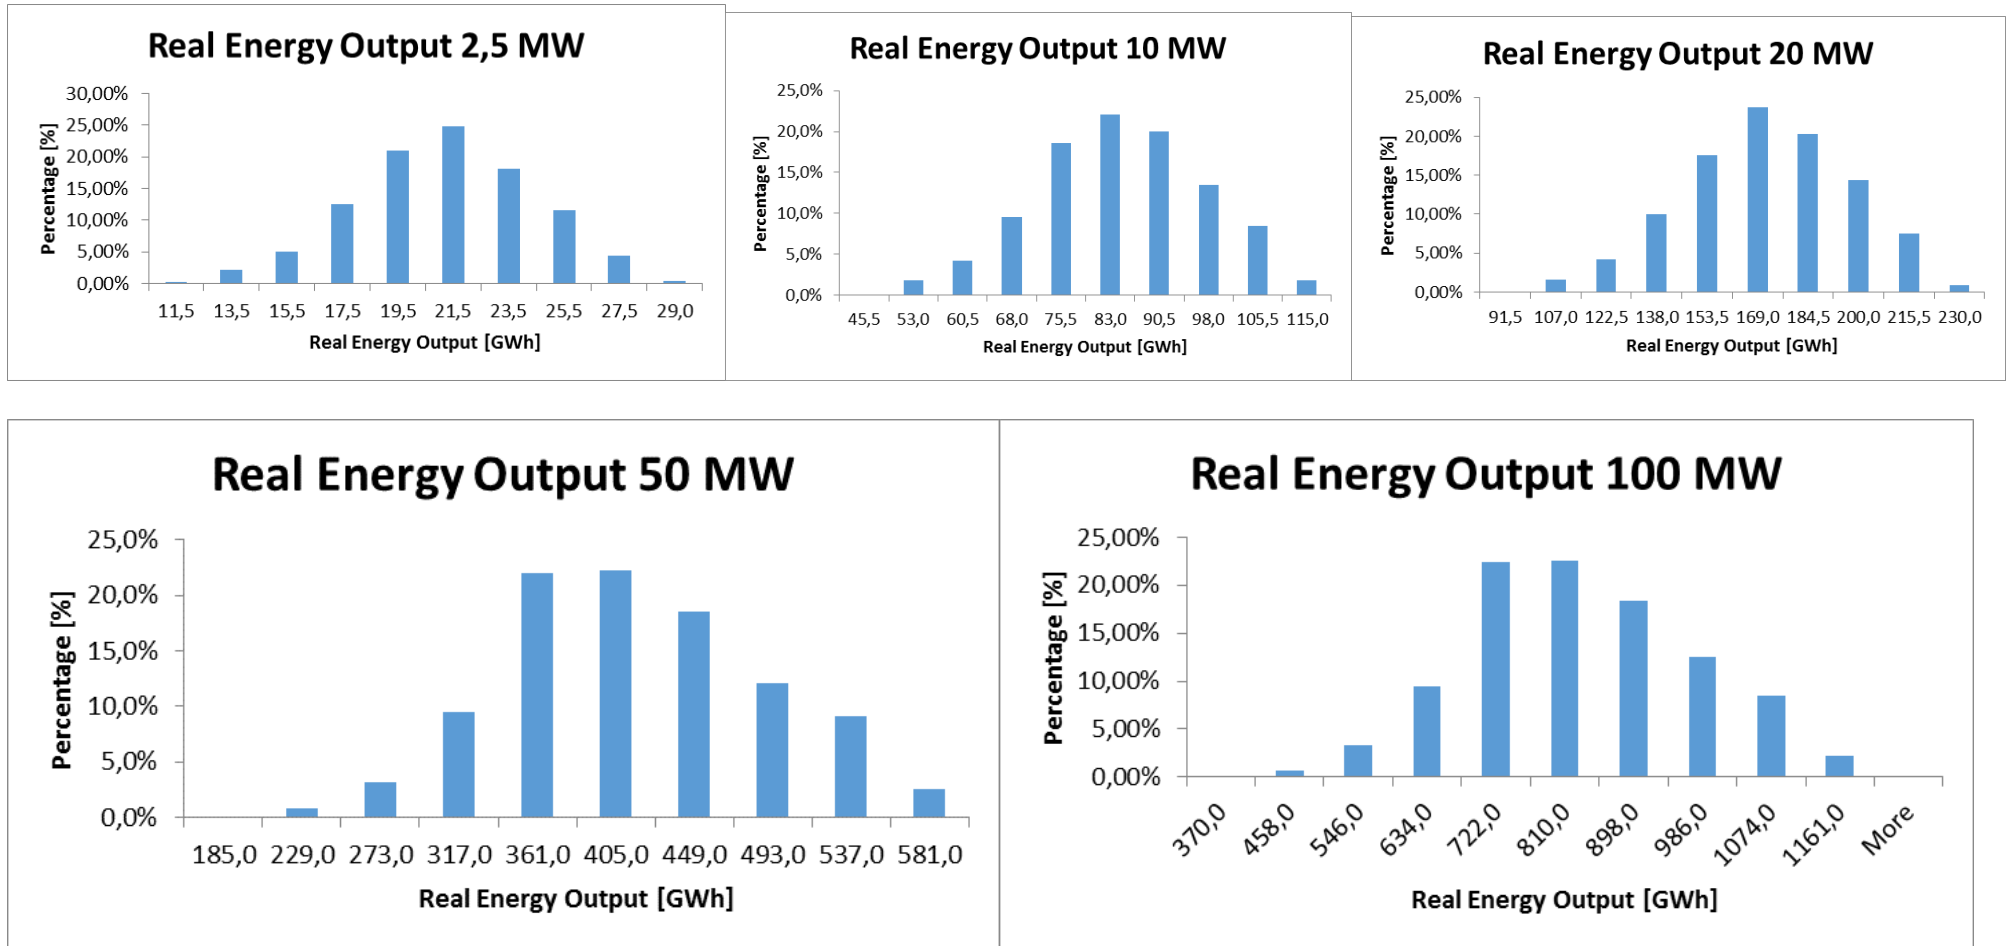 Real Energy Output 2,5 MW
Percentage [%]
30,00%
25,00%
20,00%
15,00%
10,00%
5,00%
0,00%
11,5 13,5 15,5 17,5 19,5 21,5 23,5 25,5 27,5 29,0
Real Energy Output [GWh]
Real Energy Output 10 MW
Percentage [%]
25,0%
20,0%
15,0%
10,0%
5,0%
0,0%
45,5 53,0 60,5 68,0 75,5 83,0 90,5 98,0 105,5 115,0
Real Energy Output [GWh]
Real Energy Output 20 MW
Percentage [%]
25,00%
20,00%
15,00%
10,00%
5,00%
0,00%
91,5 107,0 122,5 138,0 153,5 169,0 184,5 200,0 215,5 230,0
Real Energy Output [GWh]
Real Energy Output 50 MW
Percentage [%]
25,0%
20,0%
15,0%
10,0%
5,0%
0,0%
185,0 229,0 273,0 317,0 361,0 405,0 449,0 493,0 537,0 581,0
Real Energy Output [GWh]
Real Energy Output 100 MW
Percentage [%]
25,00%
20,00%
15,00%
10,00%
5,00%
0,00%
370,0 458,0 546,0 634,0 722,0 810,0 898,0 986,0 1074,0 1161,0 More
Real Energy Output [GWh]